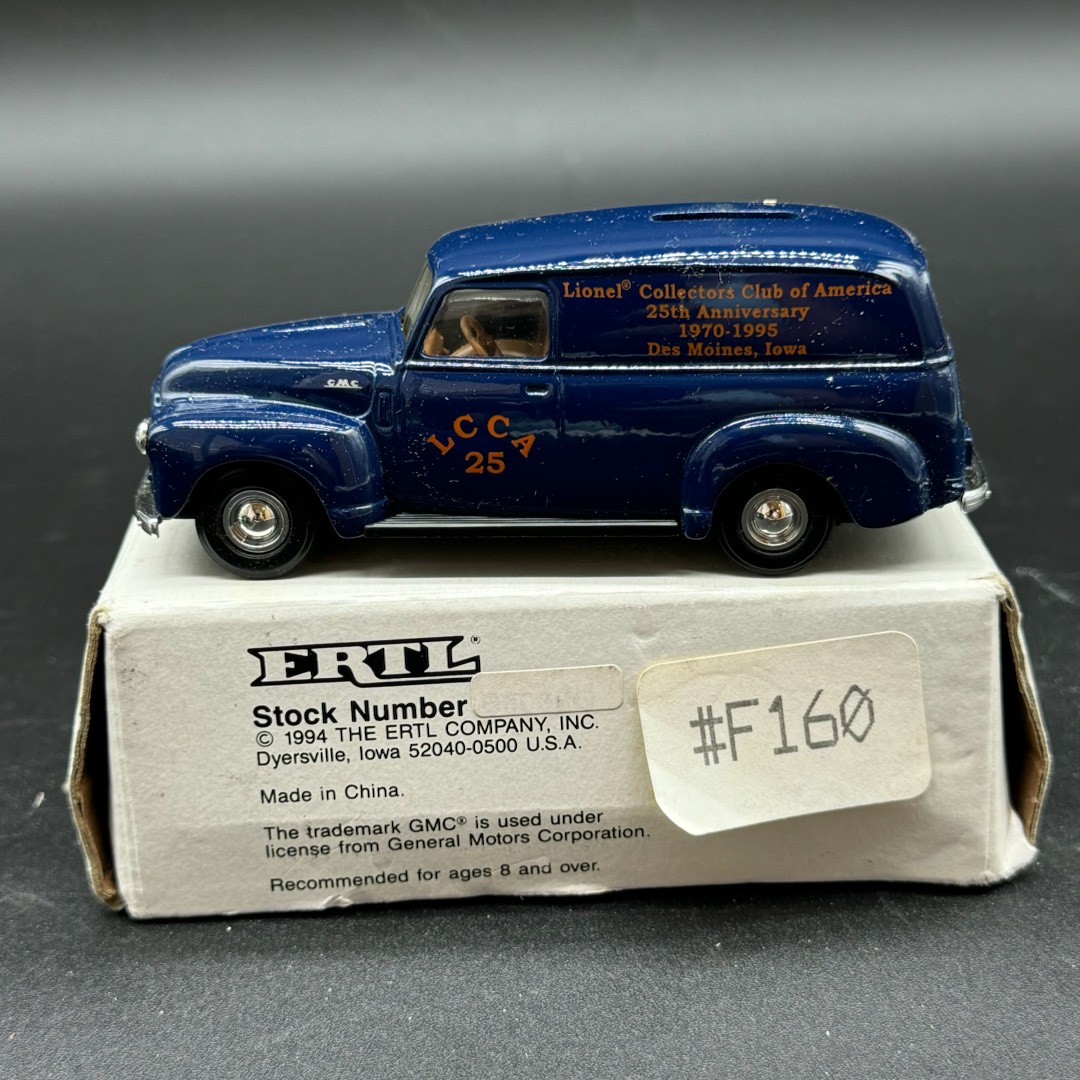 Lionel® Collectors Club of America
25th Anniversary
1970-1995
Des Moines, Iowa
GMC
LCCA
25
ERTL®
Stock Number
© 1994 THE ERTL COMPANY, INC.
Dyersville, Iowa 52040-0500 U.S.A.
Made in China.
The trademark GMC® is used under
license from General Motors Corporation.
Recommended for ages 8 and over.
#F160